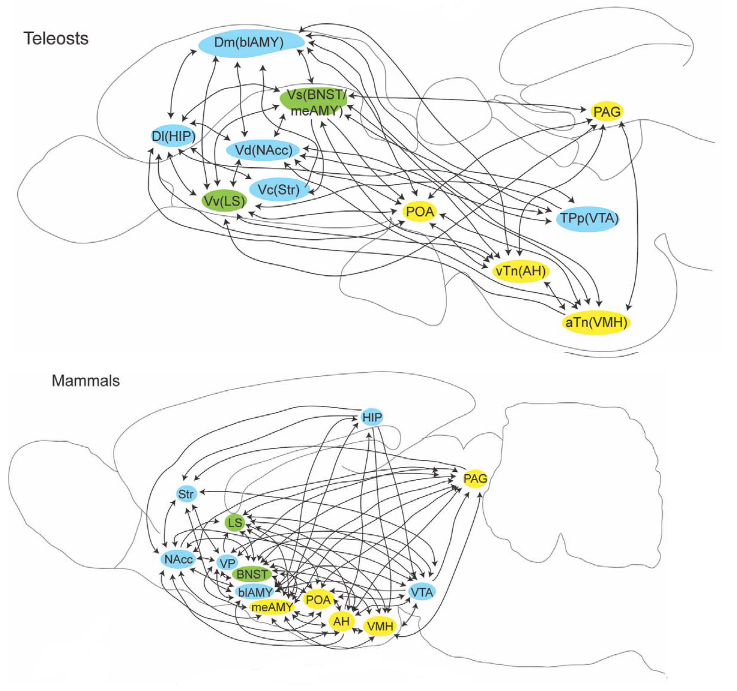 Teleosts
Dm(blAMY)
Vs(BNST/
meAMY)
PAG
Dl(HIP)
Vd(NAcc)
Vc(Str)
Vv(LS)
POA
TPp(VTA)
vTn(AH)
aTn(VMH)
Mammals
HIP
PAG
Str
LS
NAcc
VP
BNST
blAMY
VTA
meAMY
POA
AH
VMH